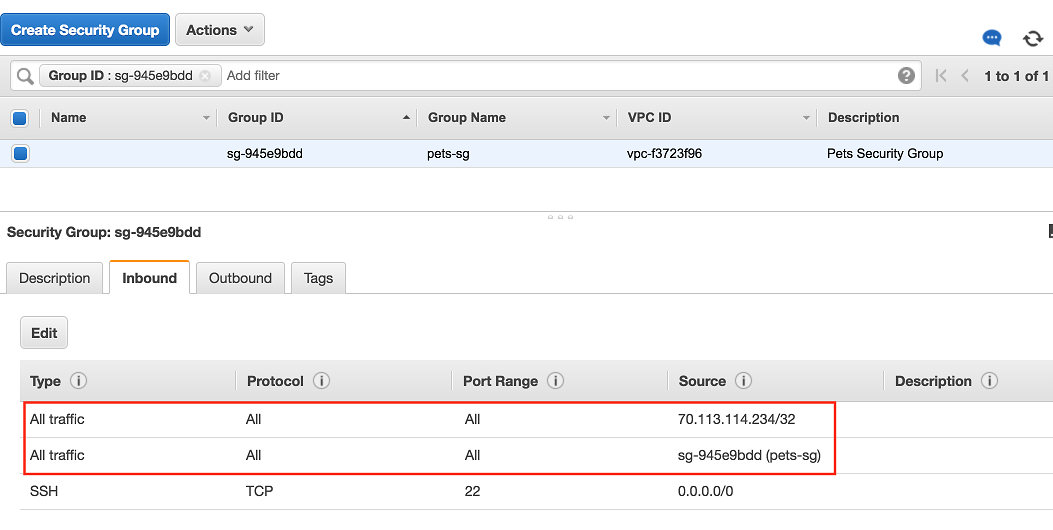 Create Security Group Actions
Group ID : sg-945e9bdd Add filter 1 to 1 of 1
Name Group ID Group Name VPC ID Description
sg-945e9bdd pets-sg vpc-f3723f96 Pets Security Group
Security Group: sg-945e9bdd
Description Inbound Outbound Tags
Edit
Type Protocol Port Range Source Description
All traffic All All 70.113.114.234/32
All traffic All All sg-945e9bdd (pets-sg)
SSH TCP 22 0.0.0.0/0